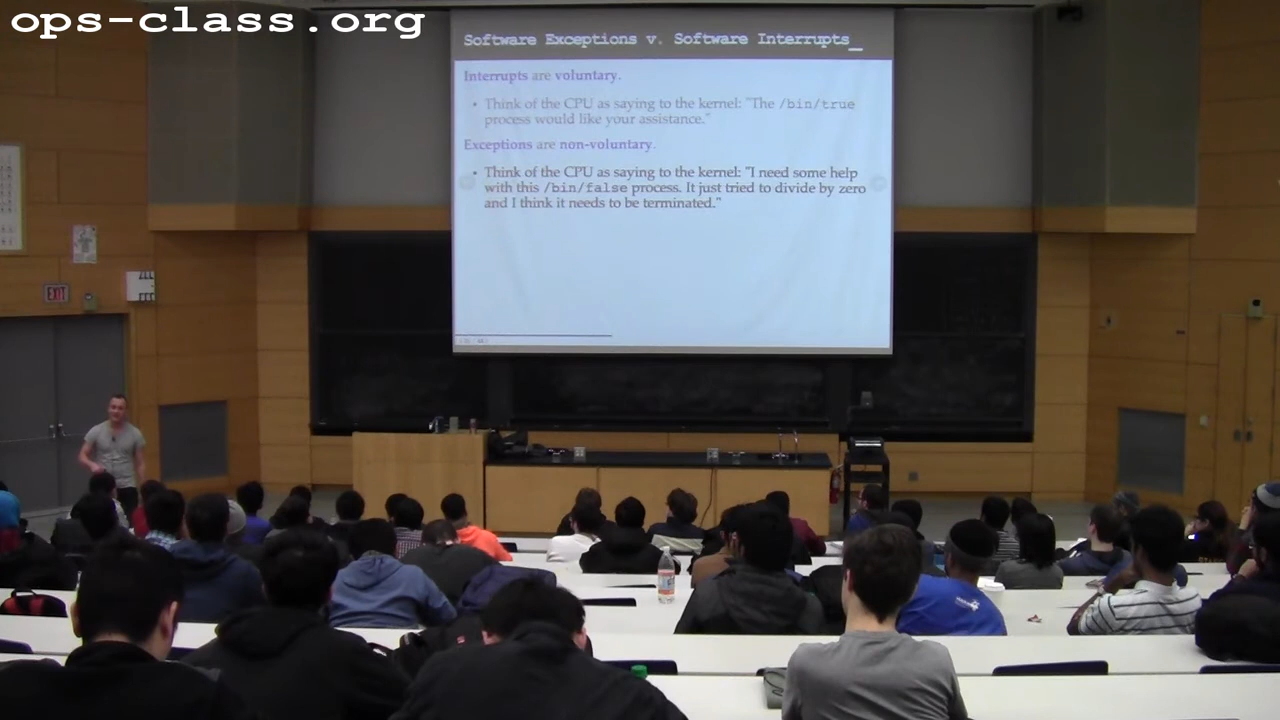 ops-class.org
Software Exceptions v. Software Interrupts_
Interrupts are voluntary.
• Think of the CPU as saying to the kernel: "The /bin/true
process would like your assistance."
Exceptions are non-voluntary.
• Think of the CPU as saying to the kernel: "I need some help
with this /bin/false process. It just tried to divide by zero
and I think it needs to be terminated."
EXIT